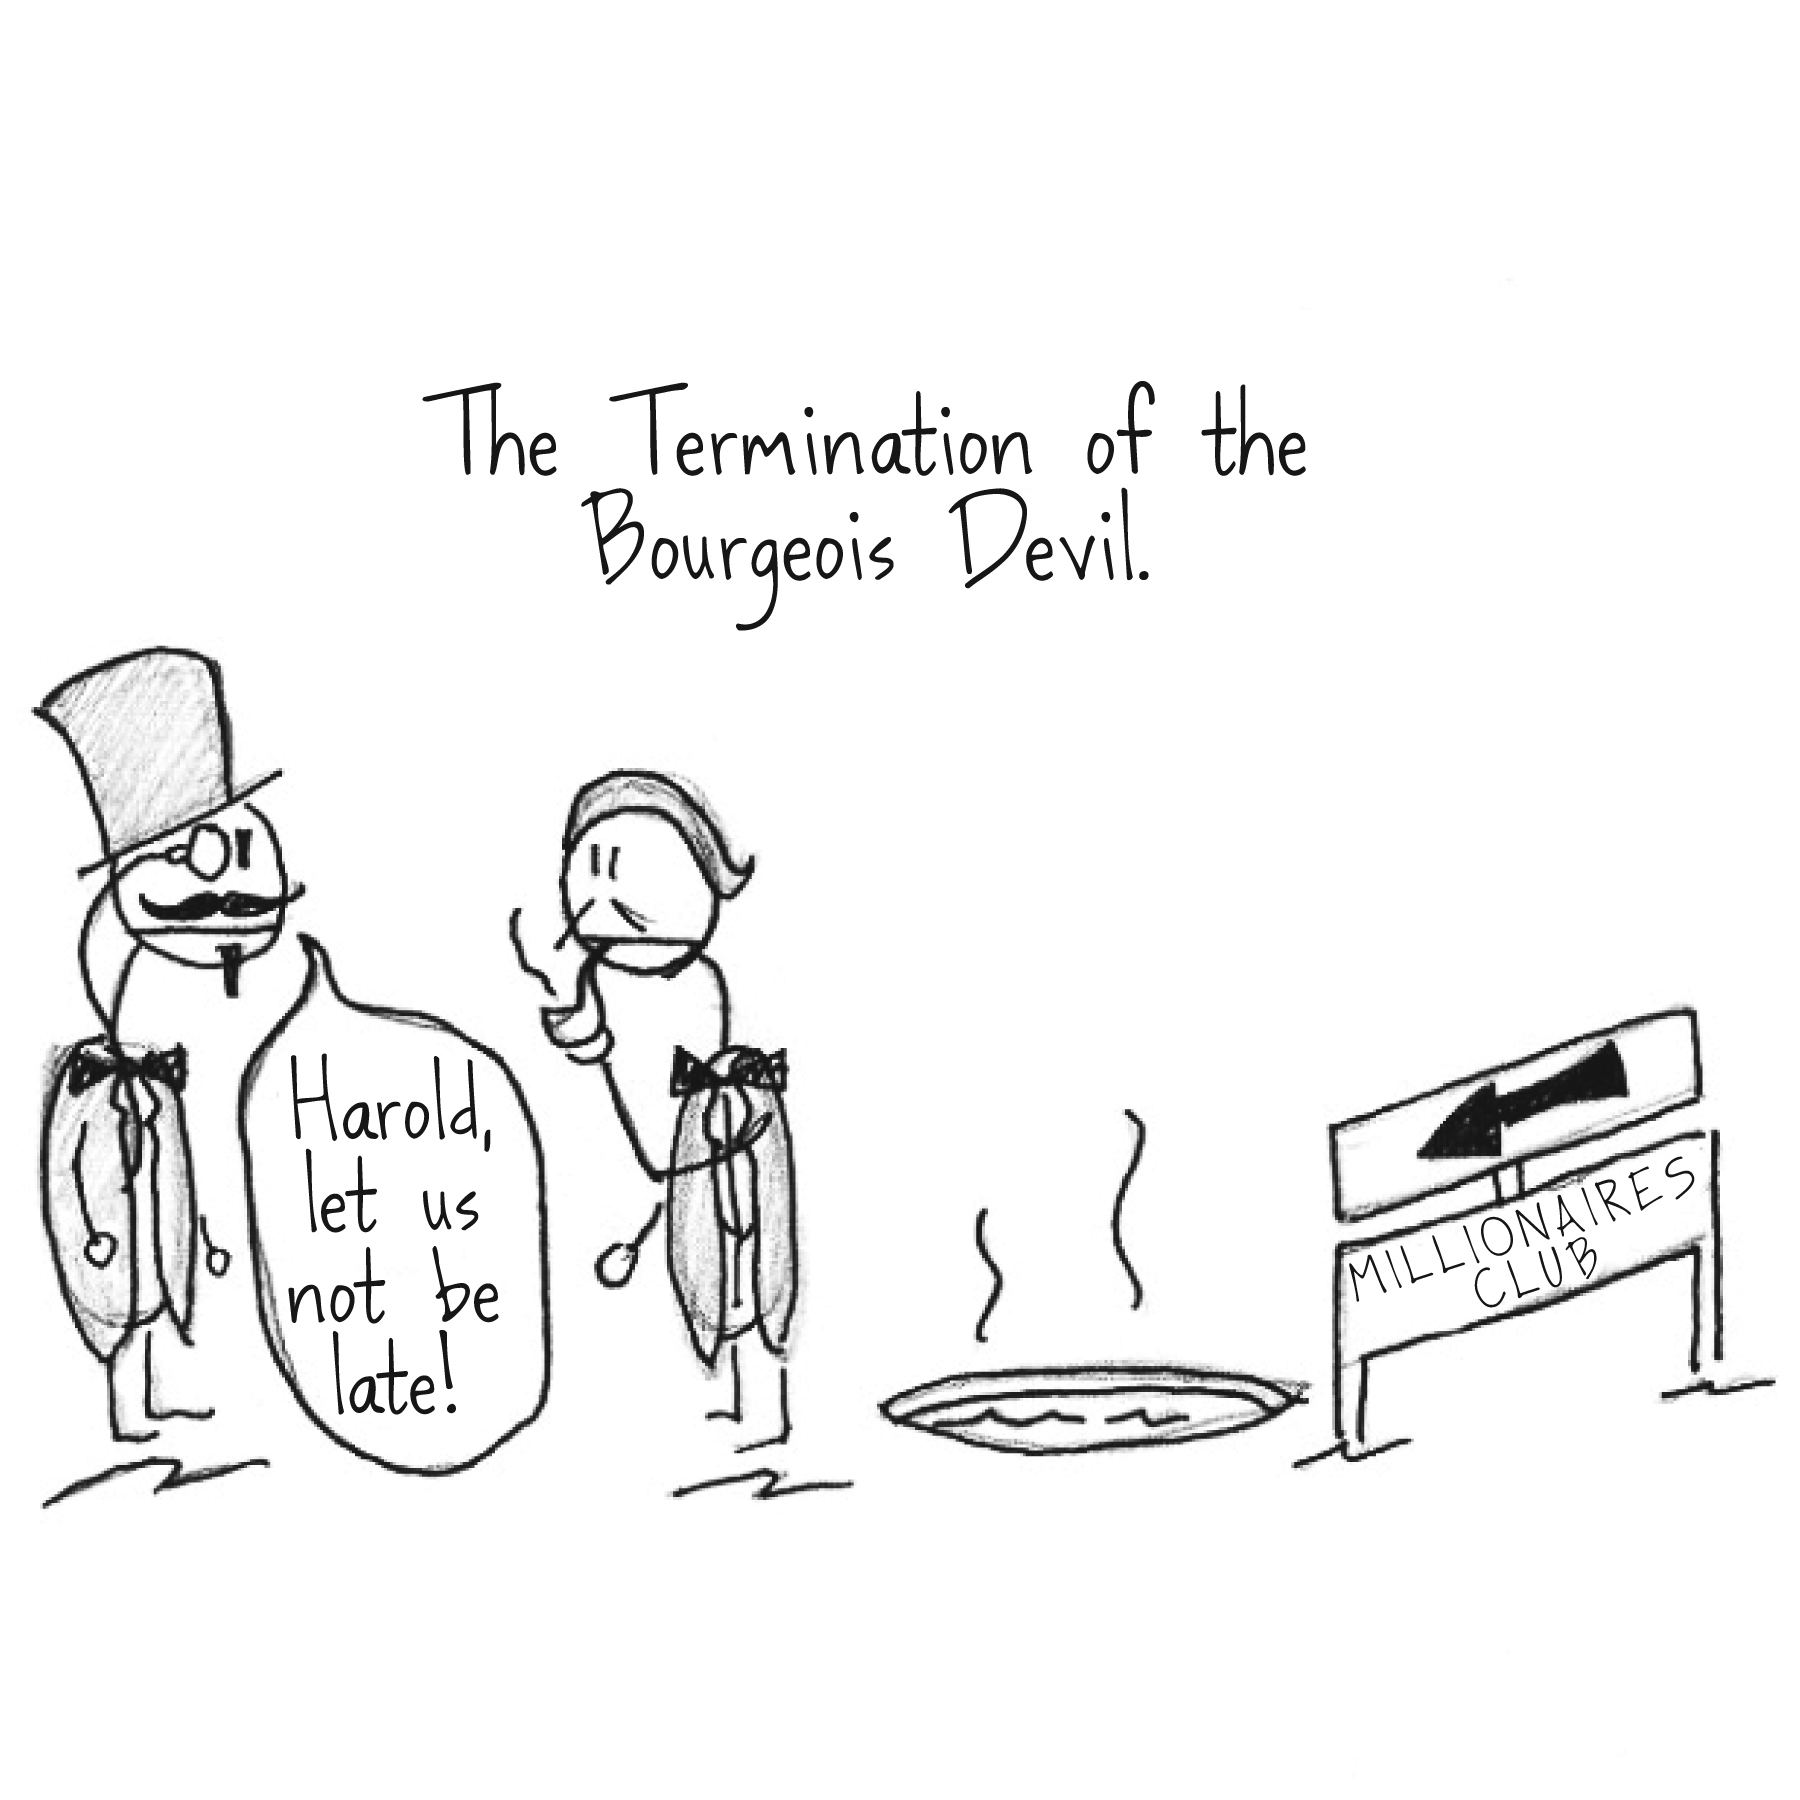 The Termination of the
Bourgeois Devil.
Harold,
let us
not be
late!
MILLIONAIRES
CLUB